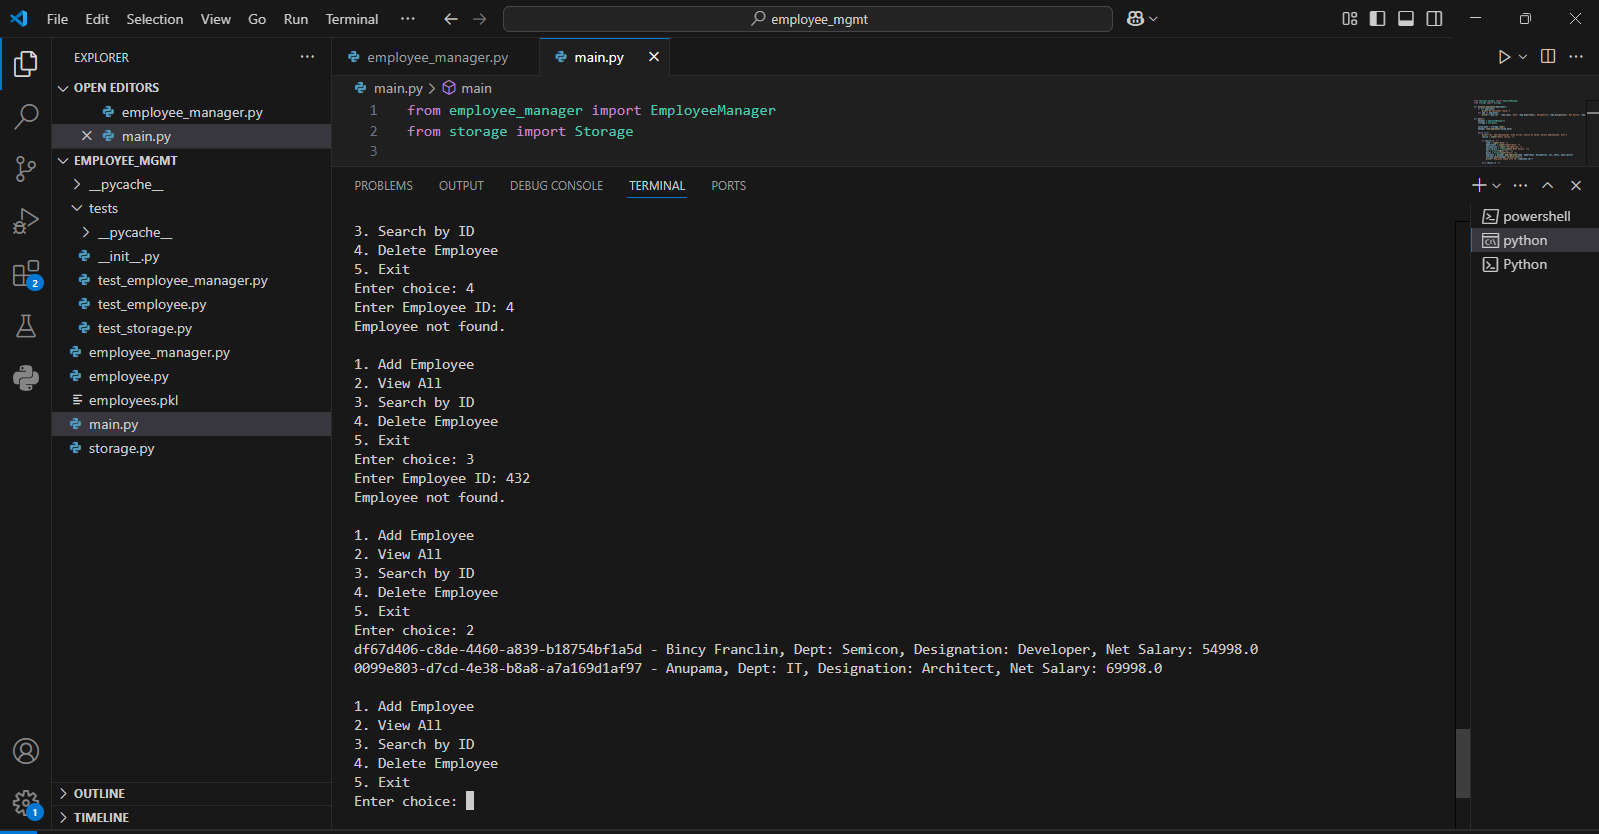 File Edit Selection View Go Run Terminal ··· employee_mgmt
EXPLORER ···
OPEN EDITORS
employee_manager.py
main.py
EMPLOYEE_MGMT
__pycache__
tests
__pycache__
__init__.py
test_employee_manager.py
test_employee.py
test_storage.py
employee_manager.py
employee.py
employees.pkl
main.py
storage.py
OUTLINE
TIMELINE
2
1
employee_manager.py main.py
main.py > main
1 from employee_manager import EmployeeManager
2 from storage import Storage
3
PROBLEMS OUTPUT DEBUG CONSOLE TERMINAL PORTS
3. Search by ID
4. Delete Employee
5. Exit
Enter choice: 4
Enter Employee ID: 4
Employee not found.
1. Add Employee
2. View All
3. Search by ID
4. Delete Employee
5. Exit
Enter choice: 3
Enter Employee ID: 432
Employee not found.
1. Add Employee
2. View All
3. Search by ID
4. Delete Employee
5. Exit
Enter choice: 2
df67d406-c8de-4460-a839-b18754bf1a5d - Bincy Franclin, Dept: Semicon, Designation: Developer, Net Salary: 54998.0
0099e803-d7cd-4e38-b8a8-a7a169d1af97 - Anupama, Dept: IT, Designation: Architect, Net Salary: 69998.0
1. Add Employee
2. View All
3. Search by ID
4. Delete Employee
5. Exit
Enter choice:
powershell
python
Python